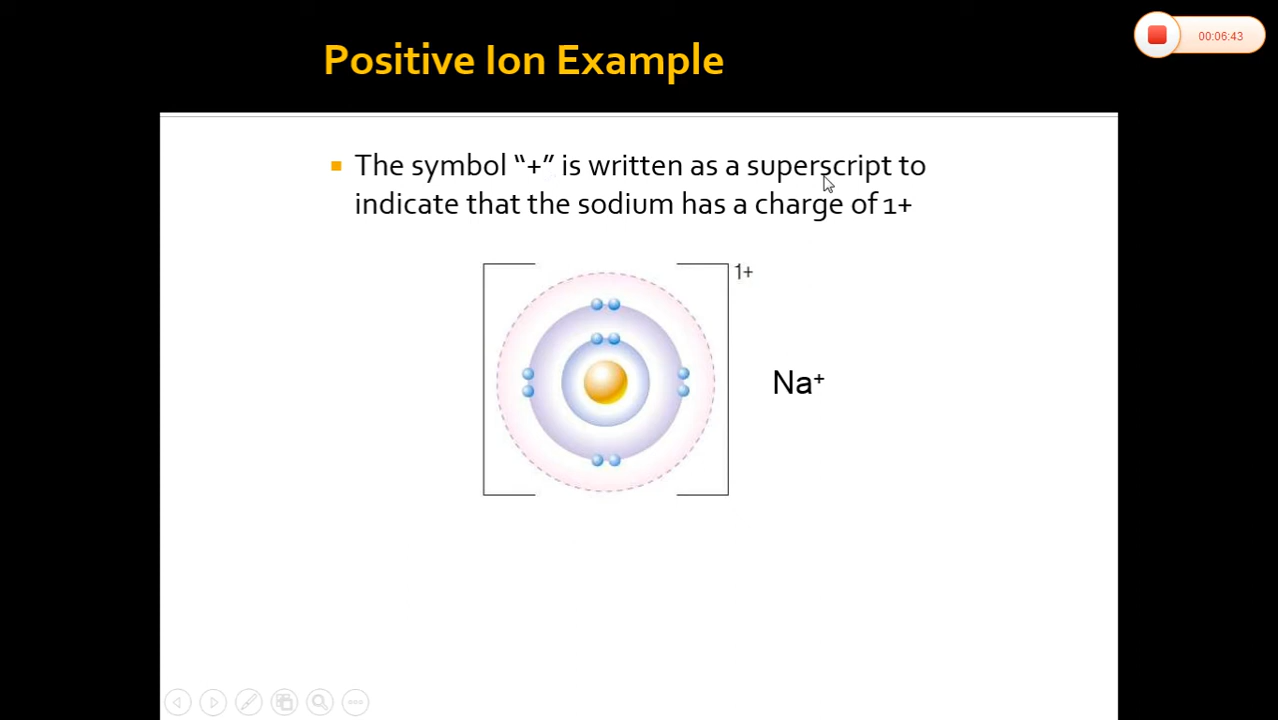 00:06:43
Positive Ion Example
The symbol “+” is written as a superscript to
indicate that the sodium has a charge of 1+
1+
Na⁺